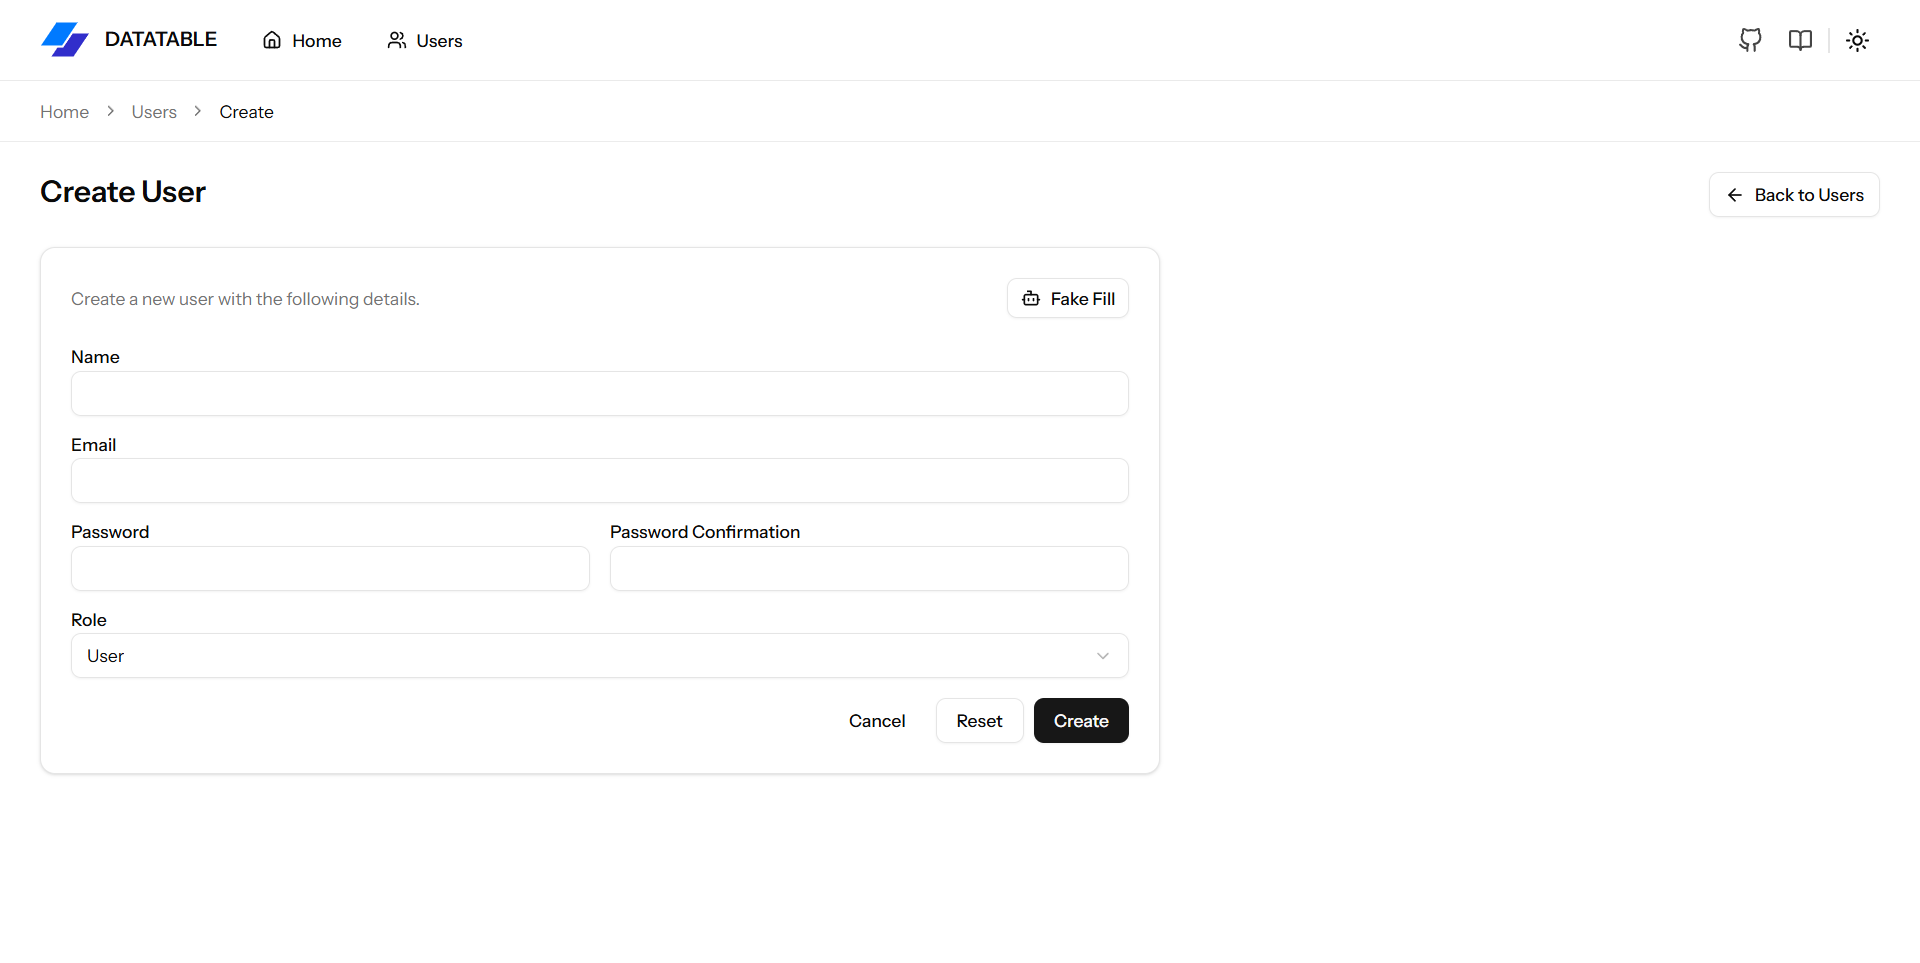 DATATABLE Home Users
Home Users Create
Create User
Back to Users
Create a new user with the following details.
Fake Fill
Name
Email
Password Password Confirmation
Role
User
Cancel Reset Create